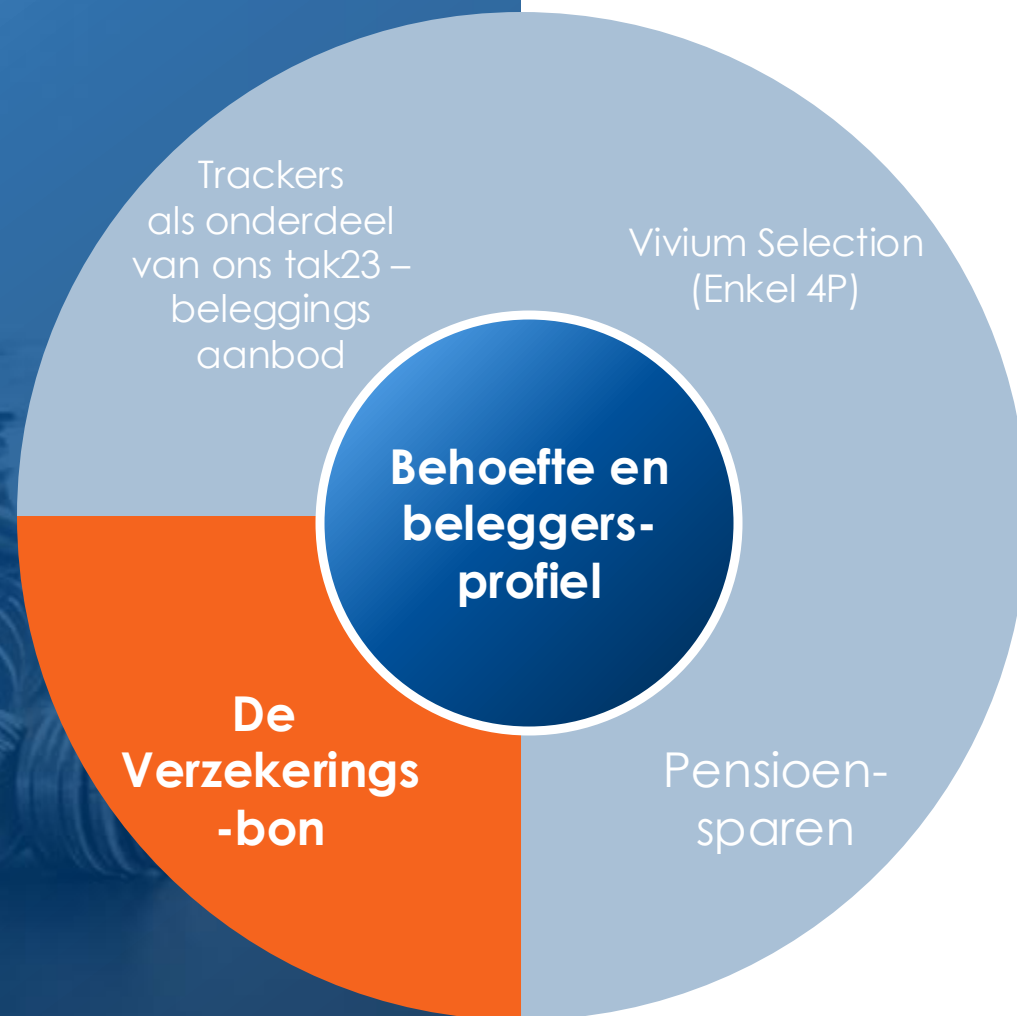 Trackers
als onderdeel
van ons tak23 –
beleggings
aanbod
Vivium Selection
(Enkel 4P)
Behoefte en
beleggers-
profiel
De
Verzekerings
-bon
Pensioen-
sparen